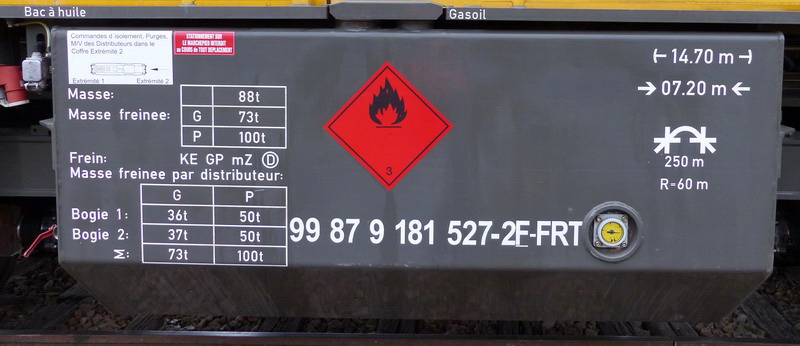 Bac à huile
Gasoil
Commandes d'isolement, Purges,
M/V des Distributeurs dans le
Coffre Extrémité 2
Extrémité 1 Extrémité 2
STATIONNEMENT SUR
LE MARCHEPIED INTERDIT
au COURS de TOUT DEPLACEMENT
14.70 m
07.20 m
250 m
R=60 m
Masse: 88t
Masse freinee: G 73t
P 100t
Frein: KE GP mZ D
Masse freinee par distributeur:
G P
Bogie 1: 36t 50t
Bogie 2: 37t 50t
Σ: 73t 100t
3
99 87 9 181 527-2 F-FRT